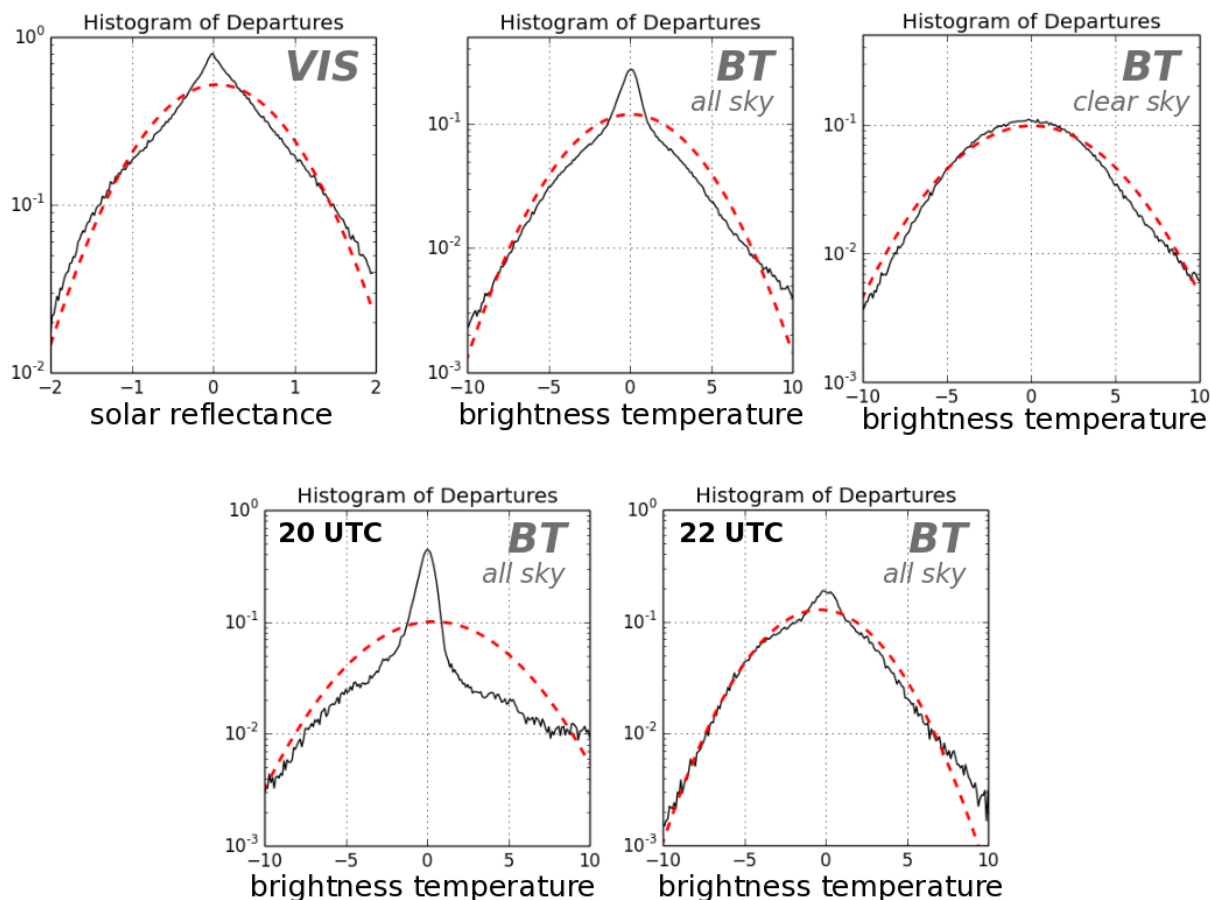 Histogram of Departures
VIS
10^0
10^-1
10^-2
−2 −1 0 1 2
solar reflectance
Histogram of Departures
BT
all sky
10^-1
10^-2
10^-3
−10 −5 0 5 10
brightness temperature
Histogram of Departures
BT
clear sky
10^-1
10^-2
10^-3
−10 −5 0 5 10
brightness temperature
Histogram of Departures
20 UTC
BT
all sky
10^0
10^-1
10^-2
10^-3
−10 −5 0 5 10
brightness temperature
Histogram of Departures
22 UTC
BT
all sky
10^0
10^-1
10^-2
10^-3
−10 −5 0 5 10
brightness temperature